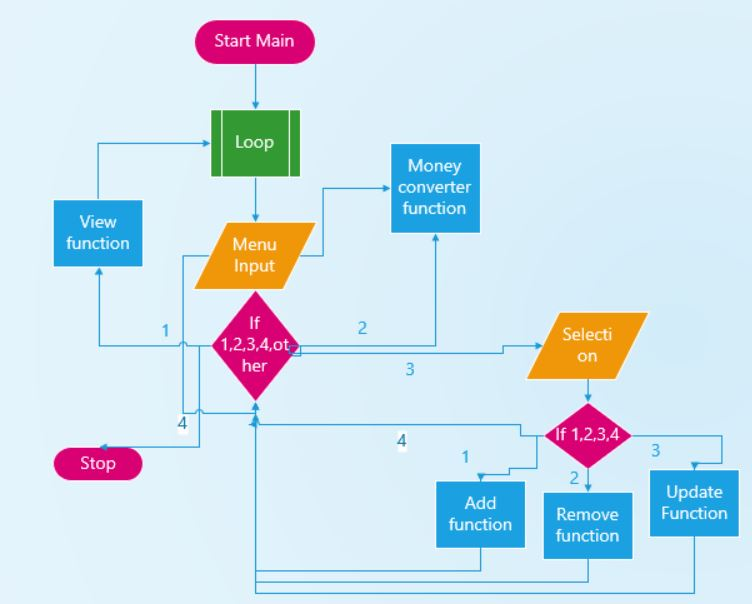 Start Main
Loop
Money
converter
function
View
function
Menu
Input
If
1,2,3,4,ot
her
1
2
3
Selecti
on
4
Stop
4
If 1,2,3,4
1
2
3
Add
function
Remove
function
Update
Function